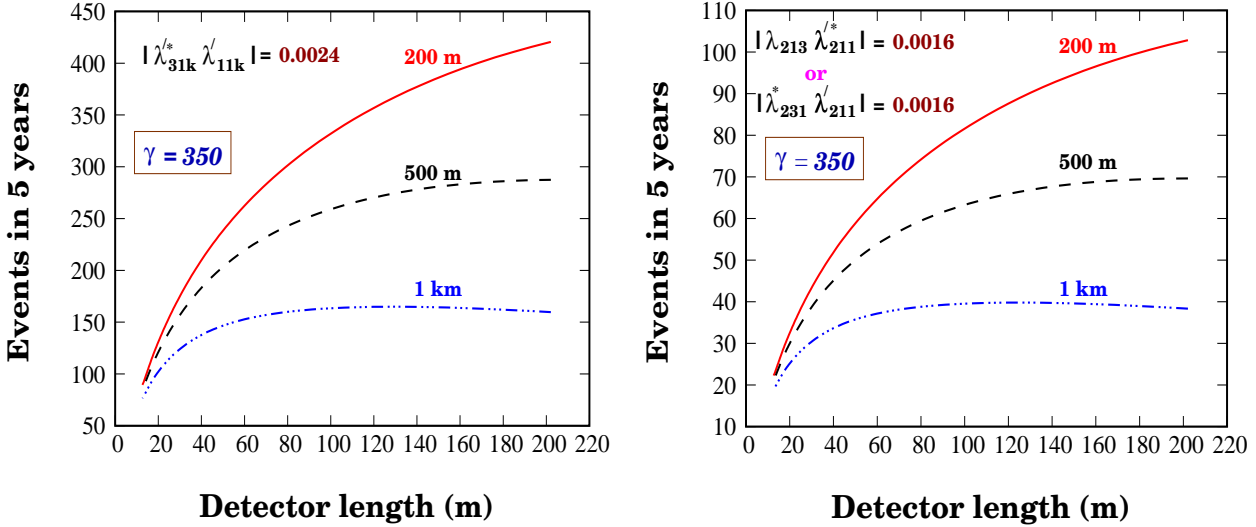 Events in 5 years
450
400
350
300
250
200
150
100
50
0 20 40 60 80 100 120 140 160 180 200 220
Detector length (m)
| λ′*31k λ′11k | = 0.0024
γ = 350
200 m
500 m
1 km
Events in 5 years
110
100
90
80
70
60
50
40
30
20
10
0 20 40 60 80 100 120 140 160 180 200 220
Detector length (m)
| λ213 λ′*211 | = 0.0016
or
| λ*231 λ′211 | = 0.0016
γ = 350
200 m
500 m
1 km